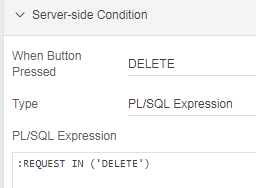 Server-side Condition
When Button
Pressed
DELETE
Type
PL/SQL Expression
PL/SQL Expression
:REQUEST IN ('DELETE')